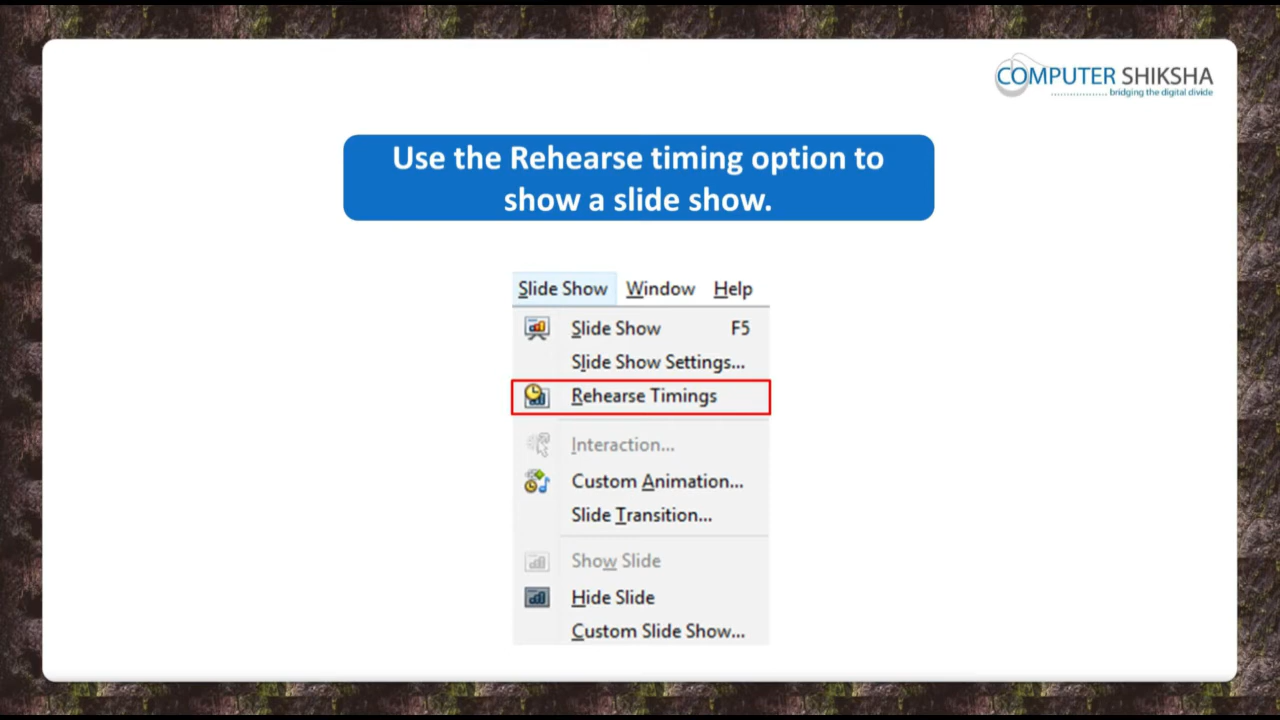 COMPUTER SHIKSHA
bridging the digital divide
Use the Rehearse timing option to
show a slide show.
Slide Show Window Help
Slide Show F5
Slide Show Settings...
Rehearse Timings
Interaction...
Custom Animation...
Slide Transition...
Show Slide
Hide Slide
Custom Slide Show...